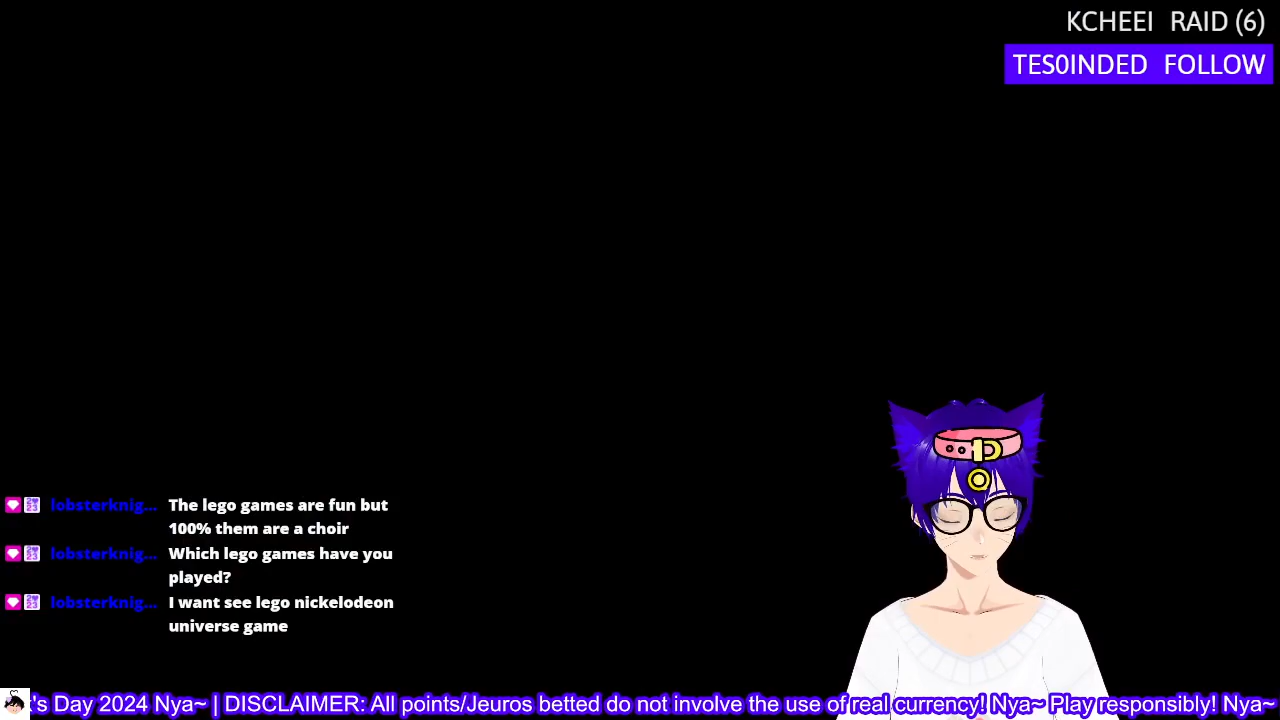 KCHEEI RAID (6)
TES0INDED FOLLOW
lobsterknig... The lego games are fun but
100% them are a choir
lobsterknig... Which lego games have you
played?
lobsterknig... I want see lego nickelodeon
universe game
's Day 2024 Nya~ | DISCLAIMER: All points/Jeuros betted do not involve the use of real currency! Nya~ Play responsibly! Nya~